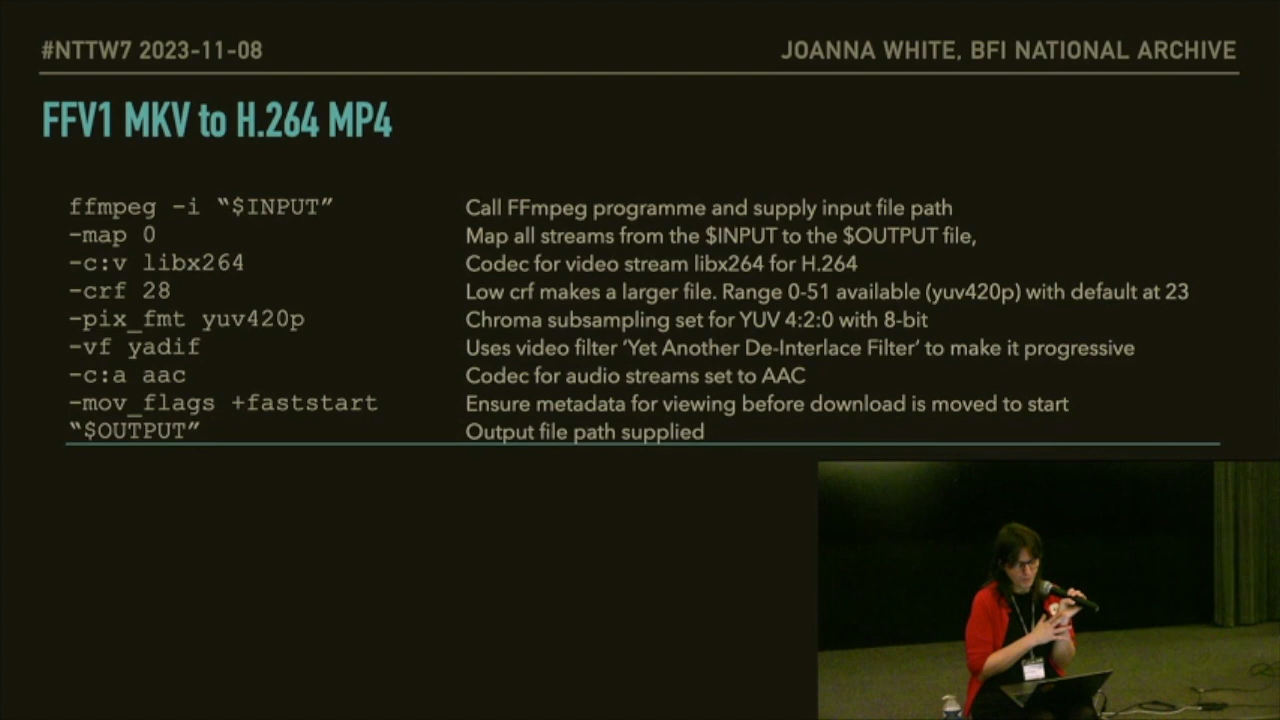 #NTTW7 2023-11-08
JOANNA WHITE, BFI NATIONAL ARCHIVE
FFV1 MKV to H.264 MP4
ffmpeg -i “$INPUT” Call FFmpeg programme and supply input file path
-map 0 Map all streams from the $INPUT to the $OUTPUT file,
-c:v libx264 Codec for video stream libx264 for H.264
-crf 28 Low crf makes a larger file. Range 0-51 available (yuv420p) with default at 23
-pix_fmt yuv420p Chroma subsampling set for YUV 4:2:0 with 8-bit
-vf yadif Uses video filter ‘Yet Another De-Interlace Filter’ to make it progressive
-c:a aac Codec for audio streams set to AAC
-mov_flags +faststart Ensure metadata for viewing before download is moved to start
“$OUTPUT” Output file path supplied